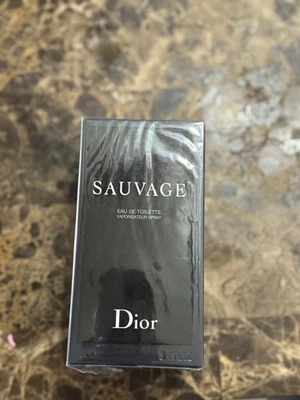 SAUVAGE
EAU DE TOILETTE
VAPORISATEUR SPRAY
Dior